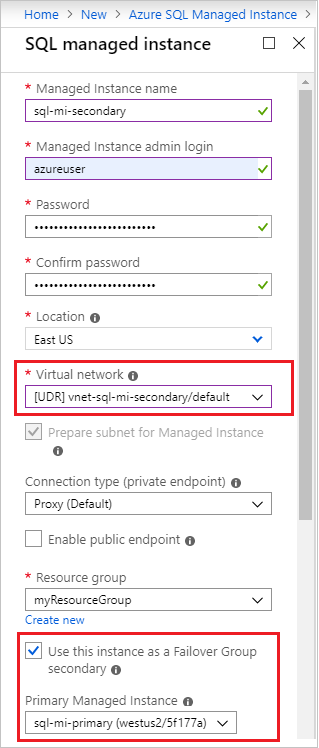 Home > New > Azure SQL Managed Instance >
SQL managed instance
* Managed Instance name
sql-mi-secondary
* Managed Instance admin login
azureuser
* Password
••••••••••••••••••••••••
* Confirm password
••••••••••••••••••••••••
* Location
East US
* Virtual network
[UDR] vnet-sql-mi-secondary/default
Prepare subnet for Managed Instance
Connection type (private endpoint)
Proxy (Default)
Enable public endpoint
* Resource group
myResourceGroup
Create new
Use this instance as a Failover Group
secondary
Primary Managed Instance
sql-mi-primary (westus2/5f177a)